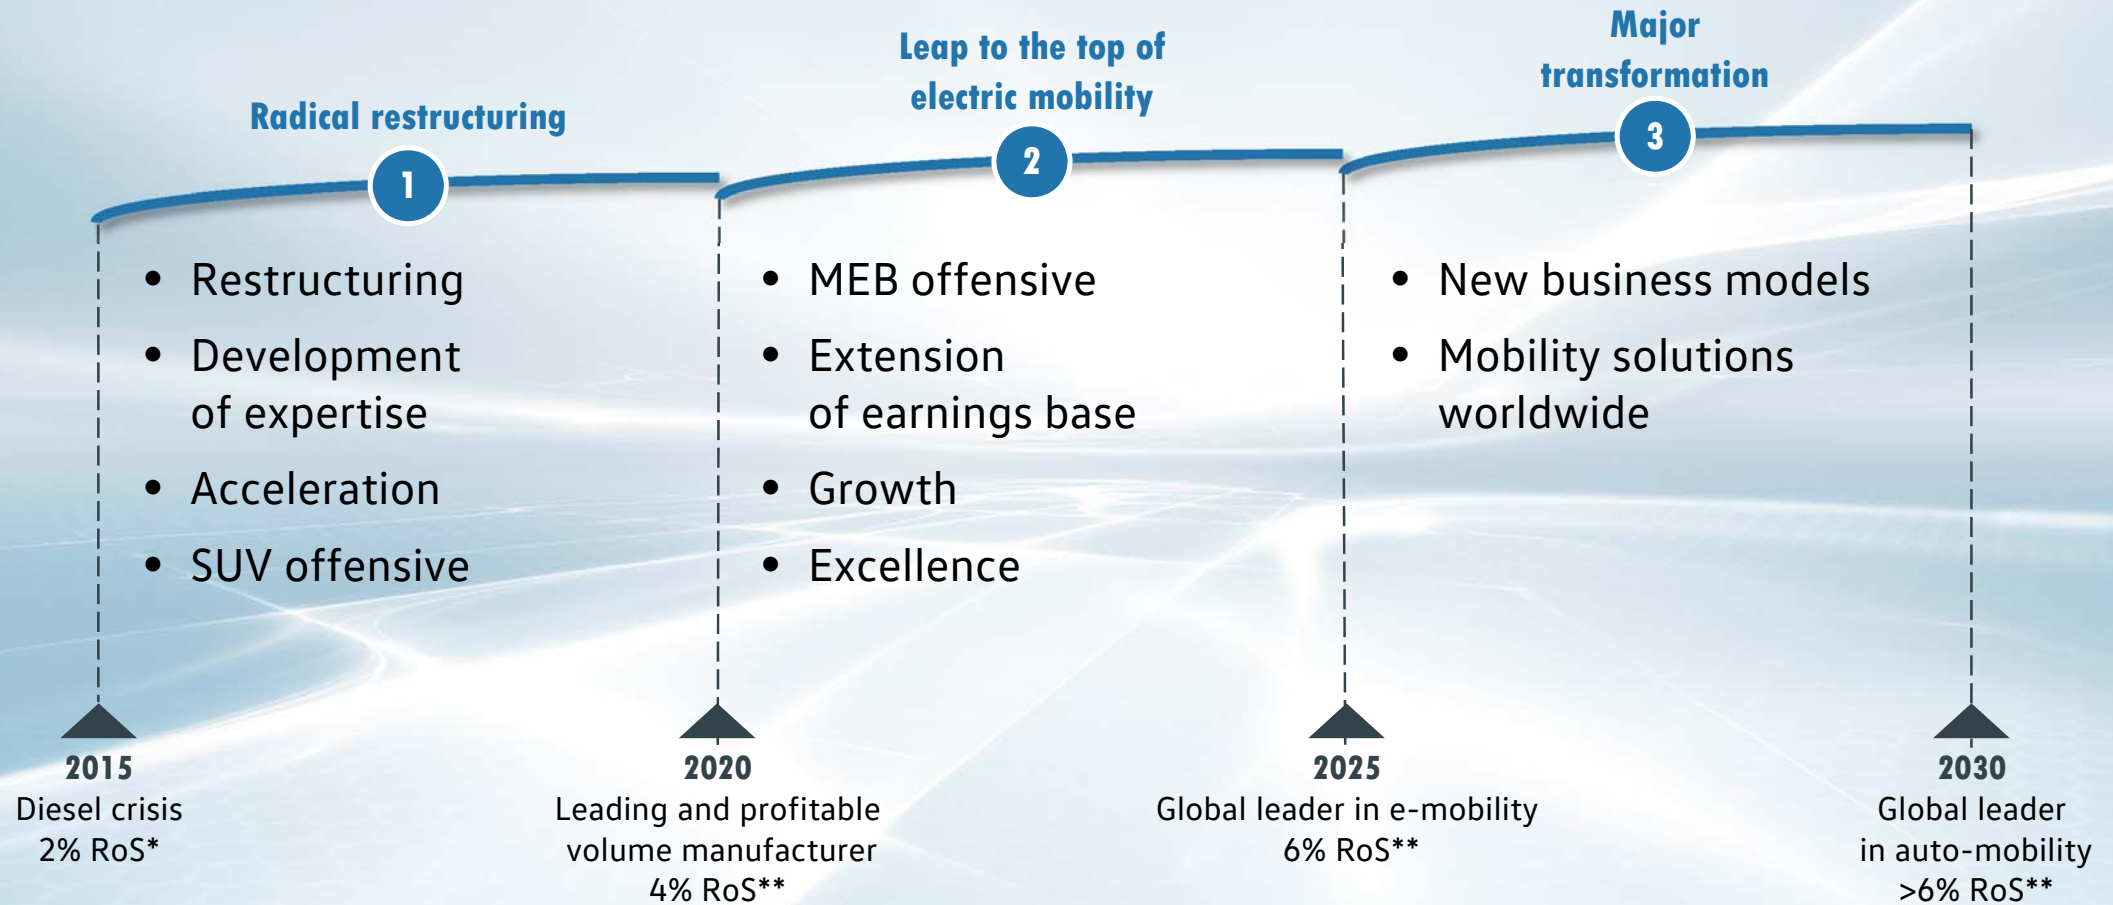 Radical restructuring
1
• Restructuring
• Development
of expertise
• Acceleration
• SUV offensive
Leap to the top of
electric mobility
2
• MEB offensive
• Extension
of earnings base
• Growth
• Excellence
Major
transformation
3
• New business models
• Mobility solutions
worldwide
2015
Diesel crisis
2% RoS*
2020
Leading and profitable
volume manufacturer
4% RoS**
2025
Global leader in e-mobility
6% RoS**
2030
Global leader
in auto-mobility
>6% RoS**